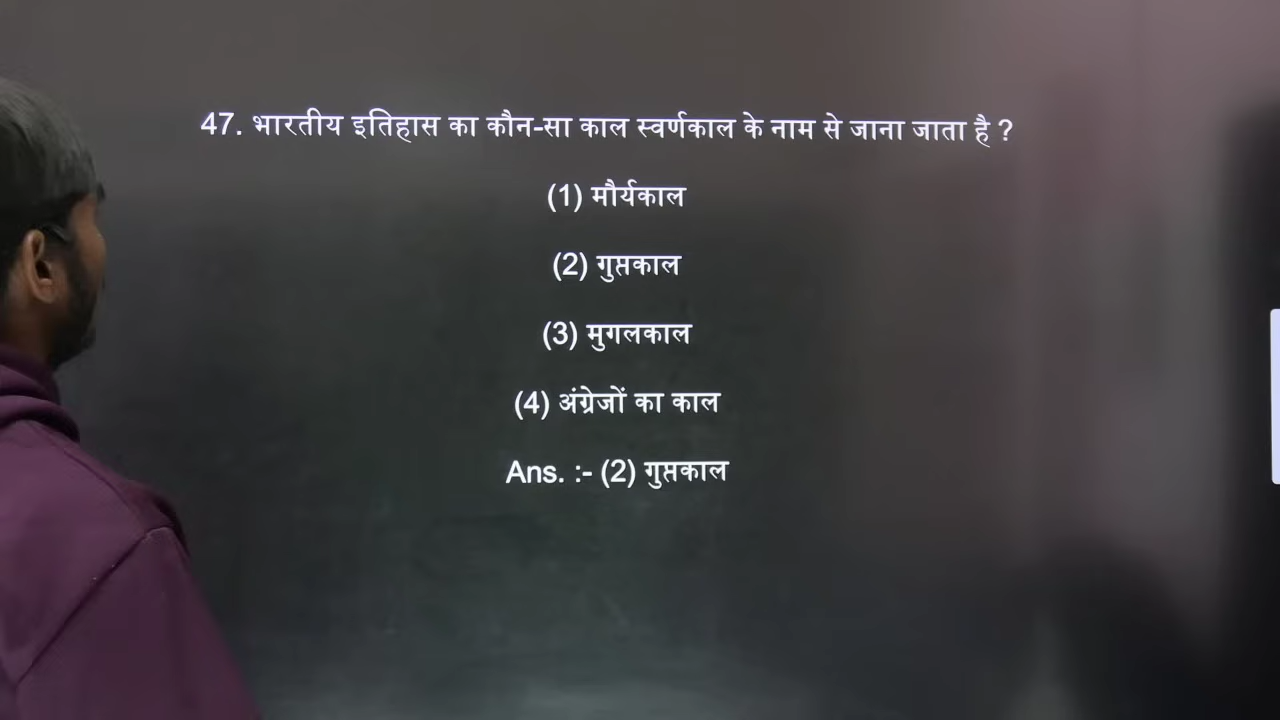 47. भारतीय इतिहास का कौन-सा काल स्वर्णकाल के नाम से जाना जाता है ?
(1) मौर्यकाल
(2) गुप्तकाल
(3) मुगलकाल
(4) अंग्रेजों का काल
Ans. :- (2) गुप्तकाल